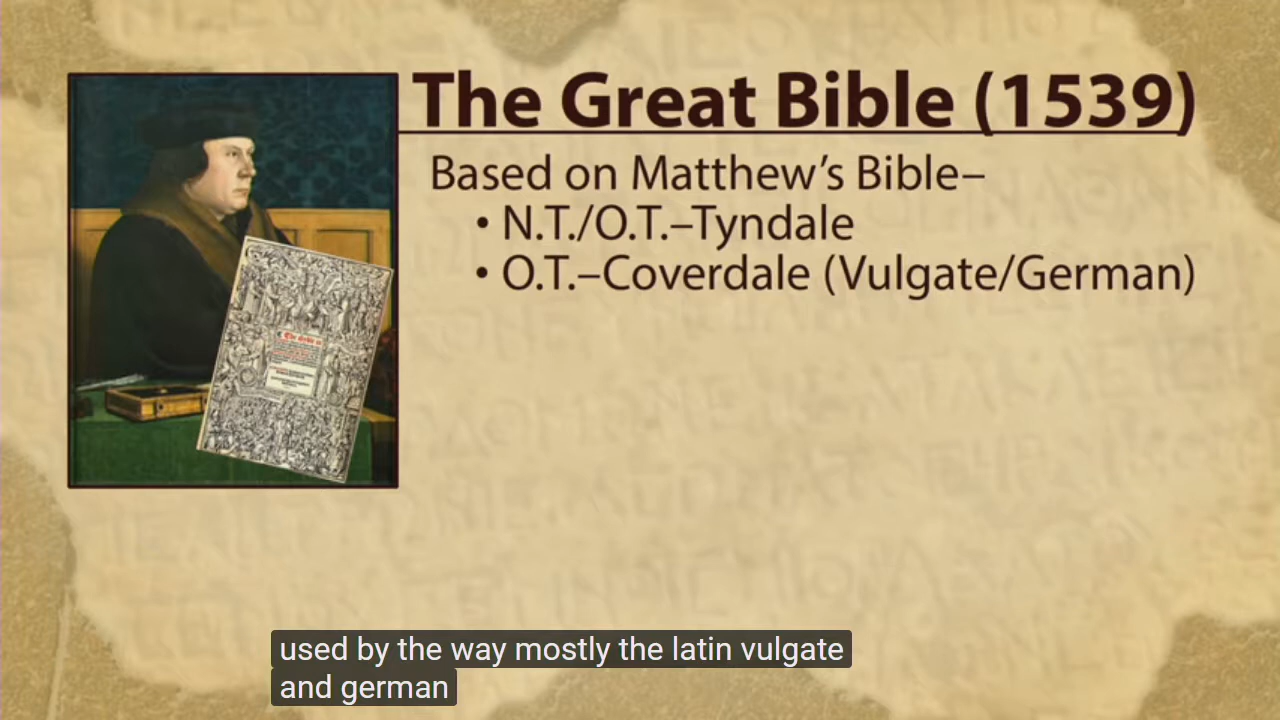 The Great Bible (1539)
Based on Matthew's Bible–
• N.T./O.T.–Tyndale
• O.T.–Coverdale (Vulgate/German)
used by the way mostly the latin vulgate
and german